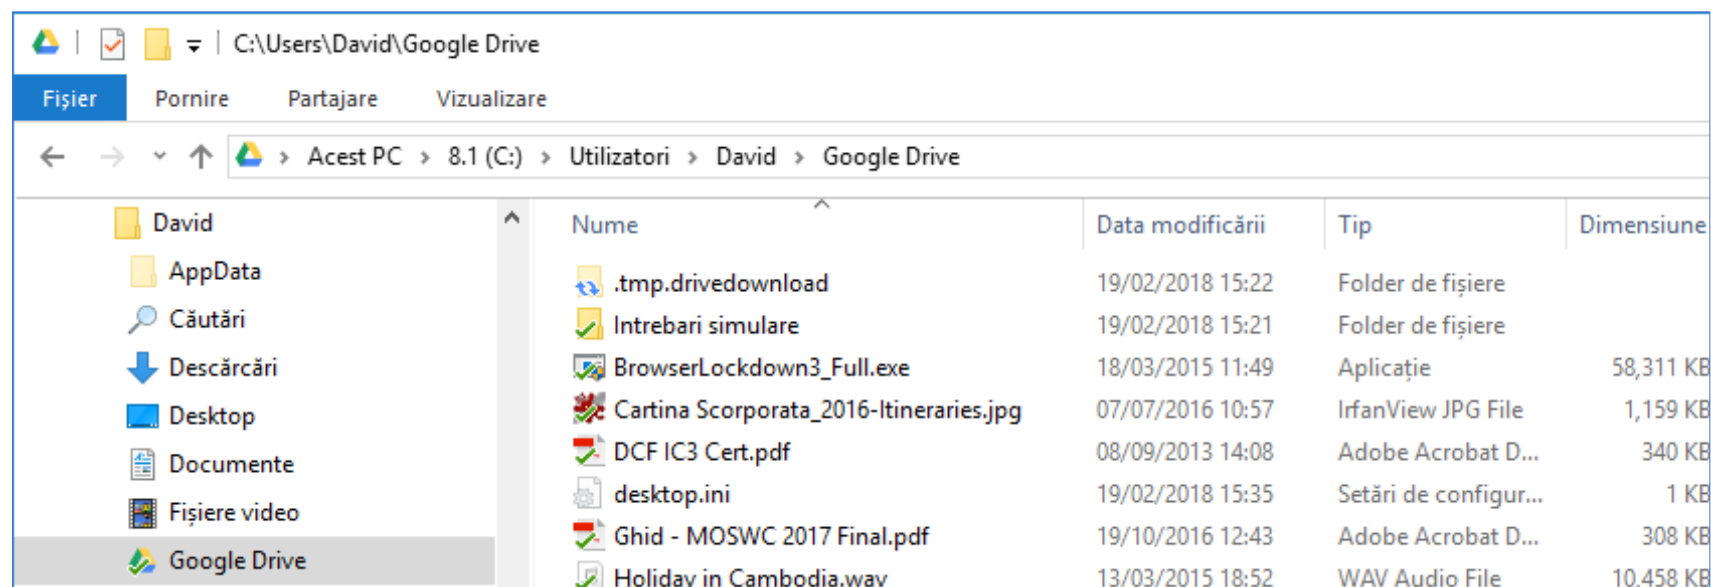 C:\Users\David\Google Drive
Fișier Pornire Partajare Vizualizare
Acest PC > 8.1 (C:) > Utilizatori > David > Google Drive
David
AppData
Căutări
Descărcări
Desktop
Documente
Fișiere video
Google Drive
Nume Data modificării Tip Dimensiune
.tmp.drivedownload 19/02/2018 15:22 Folder de fișiere
Intrebari simulare 19/02/2018 15:21 Folder de fișiere
BrowserLockdown3_Full.exe 18/03/2015 11:49 Aplicație 58,311 KB
Cartina Scorporata_2016-Itineraries.jpg 07/07/2016 10:57 IrfanView JPG File 1,159 KB
DCF IC3 Cert.pdf 08/09/2013 14:08 Adobe Acrobat D... 340 KB
desktop.ini 19/02/2018 15:35 Setări de configur... 1 KB
Ghid - MOSWC 2017 Final.pdf 19/10/2016 12:43 Adobe Acrobat D... 308 KB
Holiday in Cambodia.wav 13/03/2015 18:52 WAV Audio File 10,458 KB